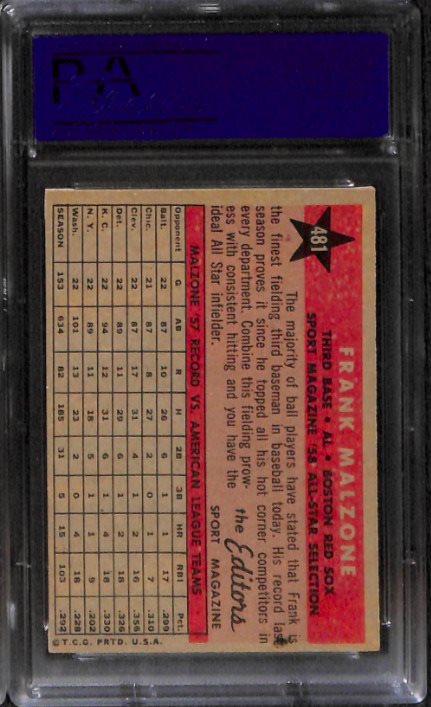 PA
481
FRANK MALZONE
THIRD BASE • AL • BOSTON RED SOX
SPORT MAGAZINE '58 ALL-STAR SELECTION
The majority of ball players have stated that Frank is
the finest fielding third baseman in baseball today. His record last
season proves it since he topped all his hot corner competitors in
every department. Combine this fielding prow-
ess with consistent hitting and you have the
ideal All Star infielder.
the Editors
SPORT MAGAZINE
MALZONE '57 RECORD VS. AMERICAN LEAGUE TEAMS
Opponent G AB R H 2B 3B HR RBI Pct.
Balt. 22 87 10 26 6 1 1 17 .299
Chic. 21 87 8 27 2 0 1 7 .310
Clev. 22 87 17 31 4 1 2 16 .356
Det. 22 89 11 29 6 1 2 18 .326
K.C. 22 94 12 31 6 1 4 18 .330
N.Y. 22 89 11 18 5 1 1 9 .202
Wash. 22 101 13 23 2 0 4 18 .228
SEASON 153 634 82 185 31 5 15 103 .292
©T.C.G. PRTD. U.S.A.